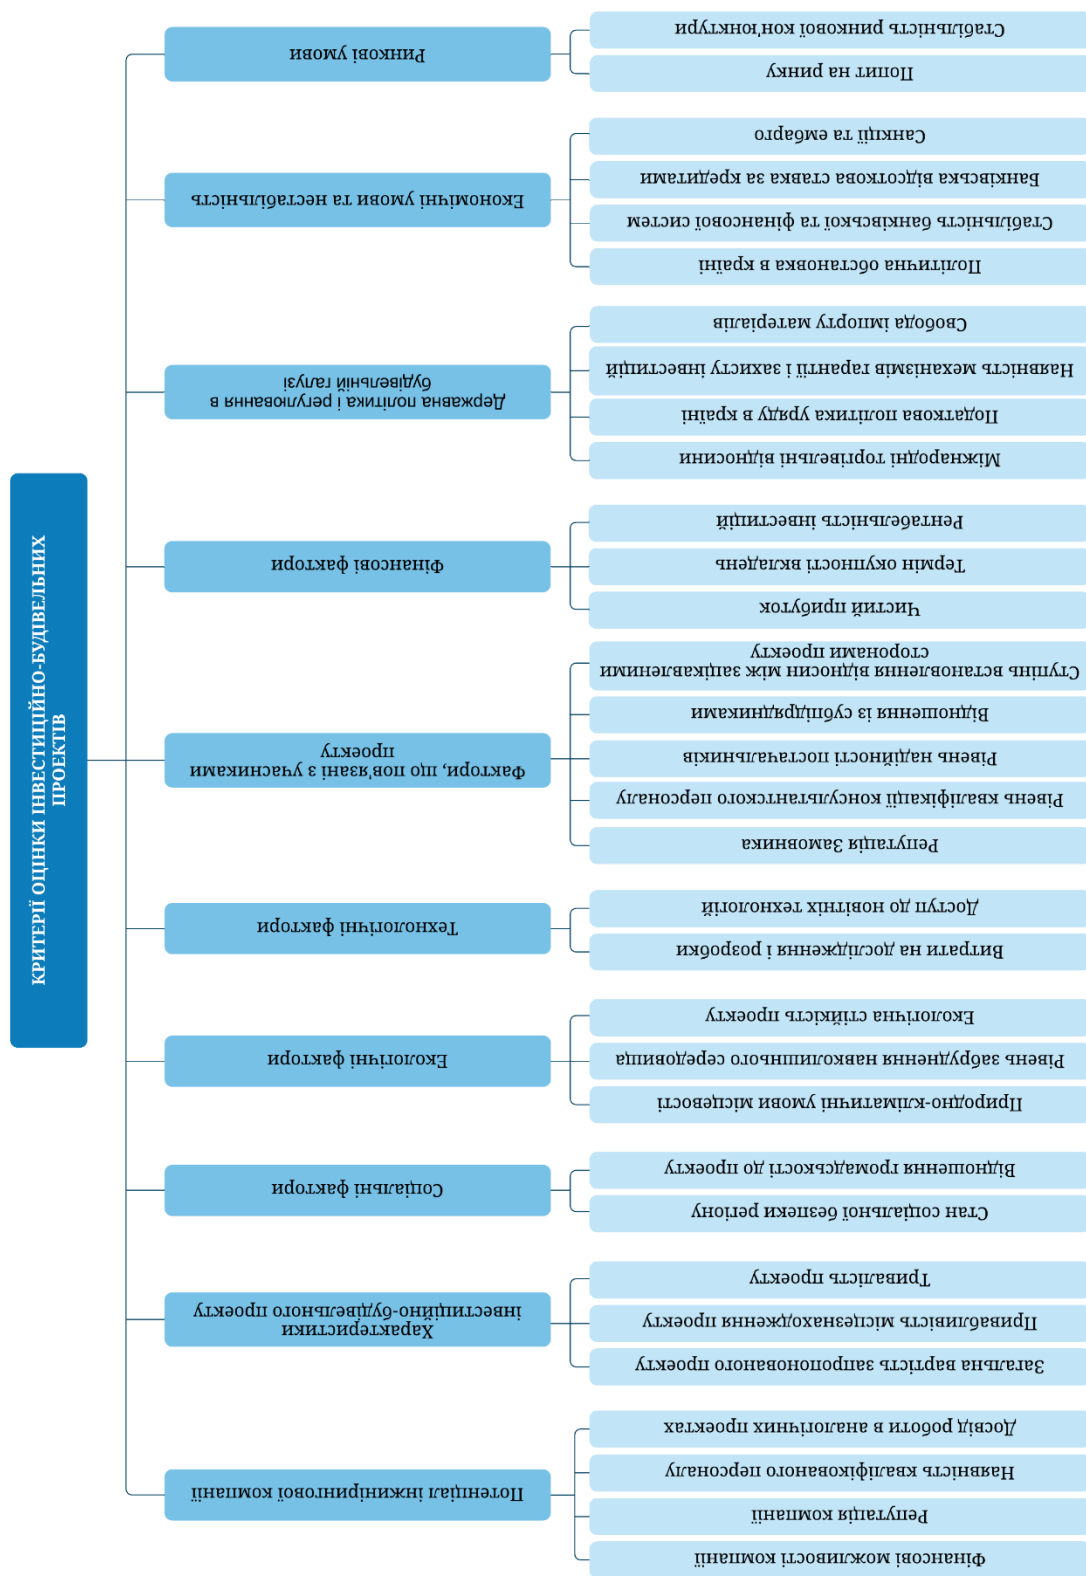 КРИТЕРІЇ ОЦІНКИ ІНВЕСТИЦІЙНО-БУДІВЕЛЬНИХ
ПРОЕКТІВ
Потенціал інжинірингової компанії
Фінансові можливості компанії
Репутація компанії
Наявність кваліфікованого персоналу
Досвід роботи в аналогічних проектах
Характеристики
інвестиційно-будівельного проекту
Загальна вартість запропонованого проекту
Привабливість місцезнаходження проекту
Тривалість проекту
Соціальні фактори
Стан соціальної безпеки регіону
Відношення громадськості до проекту
Екологічні фактори
Природно-кліматичні умови місцевості
Рівень забруднення навколишнього середовища
Екологічна стійкість проекту
Технологічні фактори
Витрати на дослідження і розробки
Доступ до новітніх технологій
Фактори, що пов'язані з учасниками
проекту
Репутація Замовника
Рівень кваліфікації консультантского персоналу
Рівень надійності постачальників
Відношення із субпідрядниками
Ступінь встановлення відносин між зацікавленими
сторонами проекту
Фінансові фактори
Чистий прибуток
Термін окупності вкладень
Рентабельність інвестицій
Державна політика і регулювання в
будівельній галузі
Міжнародні торгівельні відносини
Податкова політика уряду в країні
Наявність механізмів гарантії і захисту інвестицій
Свобода імпорту матеріалів
Економічні умови та нестабільність
Політична обстановка в країні
Стабільність банківської та фінансової систем
Банківська відсоткова ставка за кредитами
Санкції та ембарго
Ринкові умови
Попит на ринку
Стабільність ринкової кон'юнктури